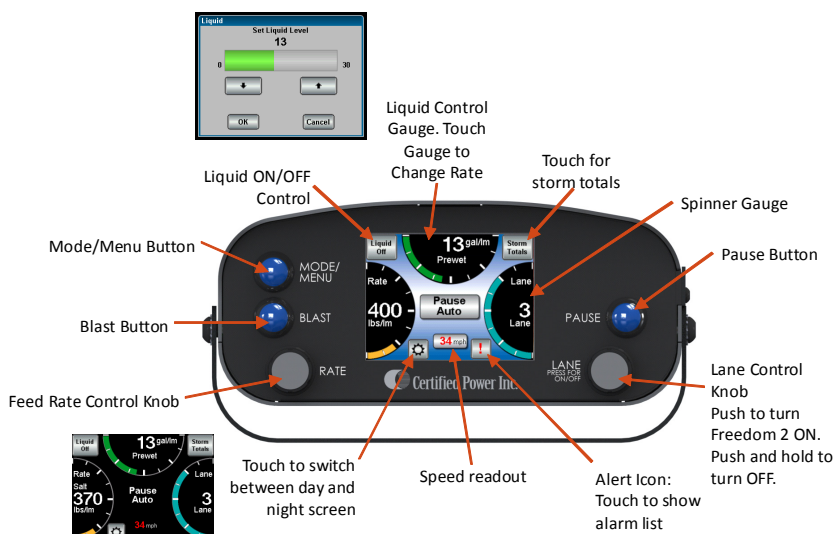 Liquid
Set Liquid Level
13
0
30
OK
Cancel
Liquid Control
Gauge. Touch
Gauge to
Change Rate
Liquid ON/OFF
Control
Touch for
storm totals
Spinner Gauge
Mode/Menu Button
Pause Button
Blast Button
Feed Rate Control Knob
Lane Control
Knob
Push to turn
Freedom 2 ON.
Push and hold to
turn OFF.
Touch to switch
between day and
night screen
Speed readout
Alert Icon:
Touch to show
alarm list
MODE/
MENU
BLAST
RATE
PAUSE
LANE
PRESS FOR
ON/OFF
Certified Power Inc.
Liquid
Off
13 gal/lm
Prewet
Storm
Totals
Rate
400
lbs/lm
Pause
Auto
Lane
3
Lane
34 mph
!
Liquid
Off
13 gal/lm
Prewet
Storm
Totals
Rate
Salt
370
lbs/lm
Pause
Auto
Lane
3
Lane
34 mph